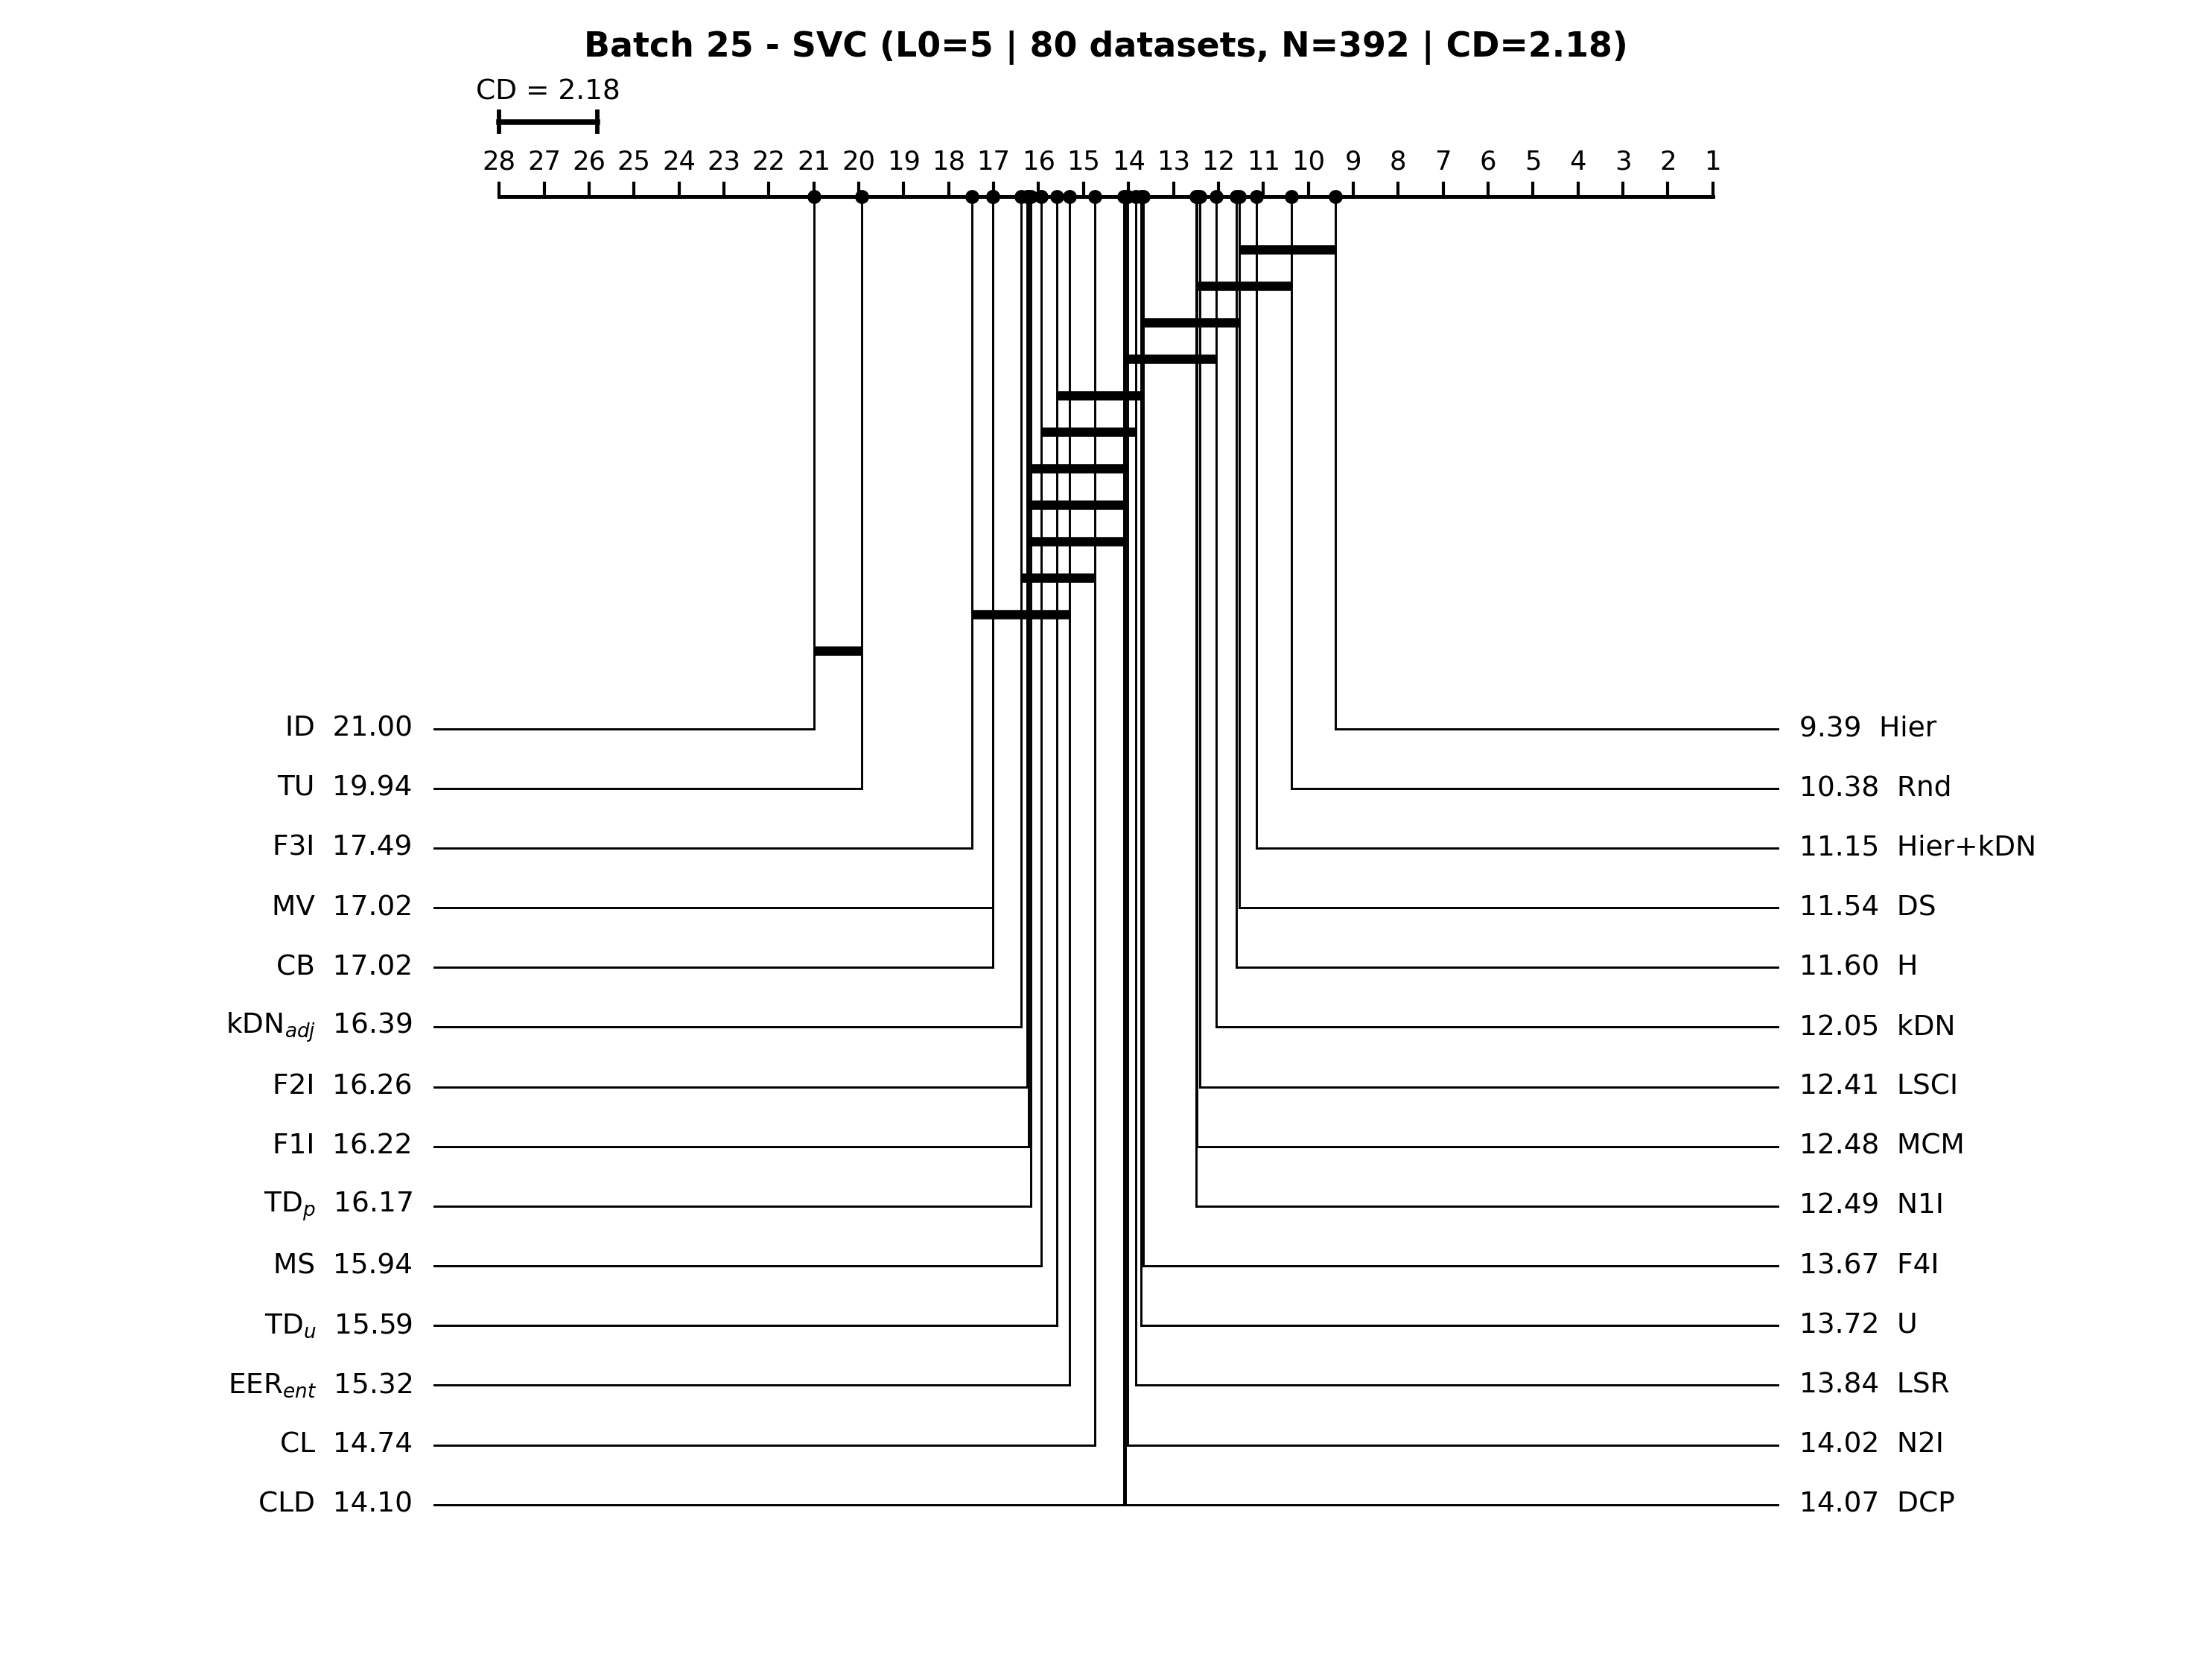 Batch 25 - SVC (L0=5 | 80 datasets, N=392 | CD=2.18)
CD = 2.18
28 27 26 25 24 23 22 21 20 19 18 17 16 15 14 13 12 11 10 9 8 7 6 5 4 3 2 1
ID 21.00
9.39 Hier
TU 19.94
10.38 Rnd
F3I 17.49
11.15 Hier+kDN
MV 17.02
11.54 DS
CB 17.02
11.60 H
kDN_adj 16.39
12.05 kDN
F2I 16.26
12.41 LSCI
F1I 16.22
12.48 MCM
TD_p 16.17
12.49 N1I
MS 15.94
13.67 F4I
TD_u 15.59
13.72 U
EER_ent 15.32
13.84 LSR
CL 14.74
14.02 N2I
CLD 14.10
14.07 DCP